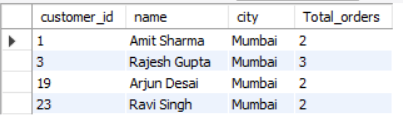 customer_id name city Total_orders
1 Amit Sharma Mumbai 2
3 Rajesh Gupta Mumbai 3
19 Arjun Desai Mumbai 2
23 Ravi Singh Mumbai 2